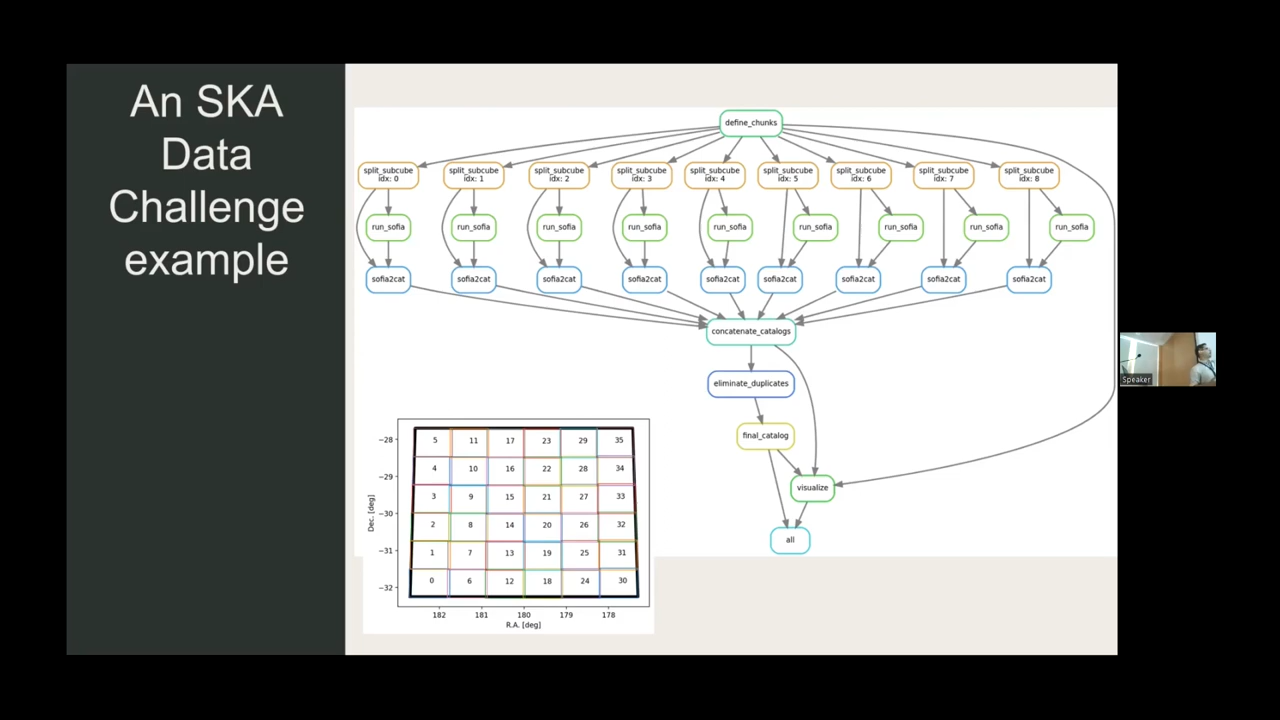 An SKA
Data
Challenge
example
define_chunks
split_subcube
idx: 0
split_subcube
idx: 1
split_subcube
idx: 2
split_subcube
idx: 3
split_subcube
idx: 4
split_subcube
idx: 5
split_subcube
idx: 6
split_subcube
idx: 7
split_subcube
idx: 8
run_sofia
run_sofia
run_sofia
run_sofia
run_sofia
run_sofia
run_sofia
run_sofia
run_sofia
sofia2cat
sofia2cat
sofia2cat
sofia2cat
sofia2cat
sofia2cat
sofia2cat
sofia2cat
sofia2cat
concatenate_catalogs
eliminate_duplicates
final_catalog
visualize
all
Dec. [deg]
−28
−29
−30
−31
−32
5 11 17 23 29 35
4 10 16 22 28 34
3 9 15 21 27 33
2 8 14 20 26 32
1 7 13 19 25 31
0 6 12 18 24 30
182 181 180 179 178
R.A. [deg]
Speaker